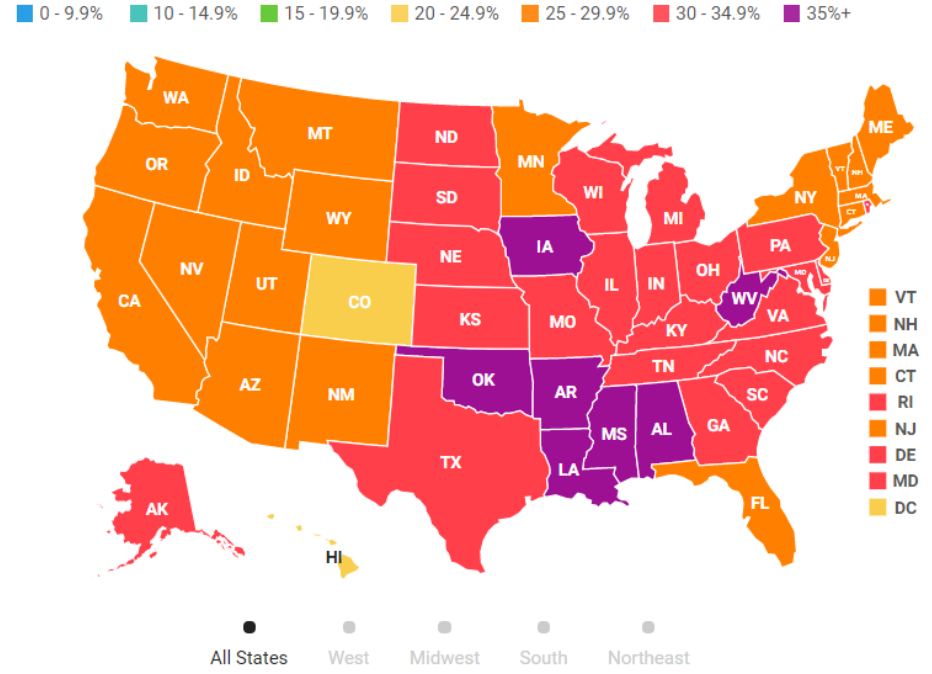 0 - 9.9% 10 - 14.9% 15 - 19.9% 20 - 24.9% 25 - 29.9% 30 - 34.9% 35%+
WA
MT
ND
MN
ME
OR
ID
SD
WI
MI
VT
NH
NY
MA
CT
WY
NV
UT
NE
IA
PA
NJ
CA
CO
KS
IL
IN
OH
WV
MD
VA
MO
KY
AZ
NM
OK
AR
TN
NC
SC
TX
LA
MS
AL
GA
FL
AK
HI
VT
NH
MA
CT
RI
NJ
DE
MD
DC
All States West Midwest South Northeast